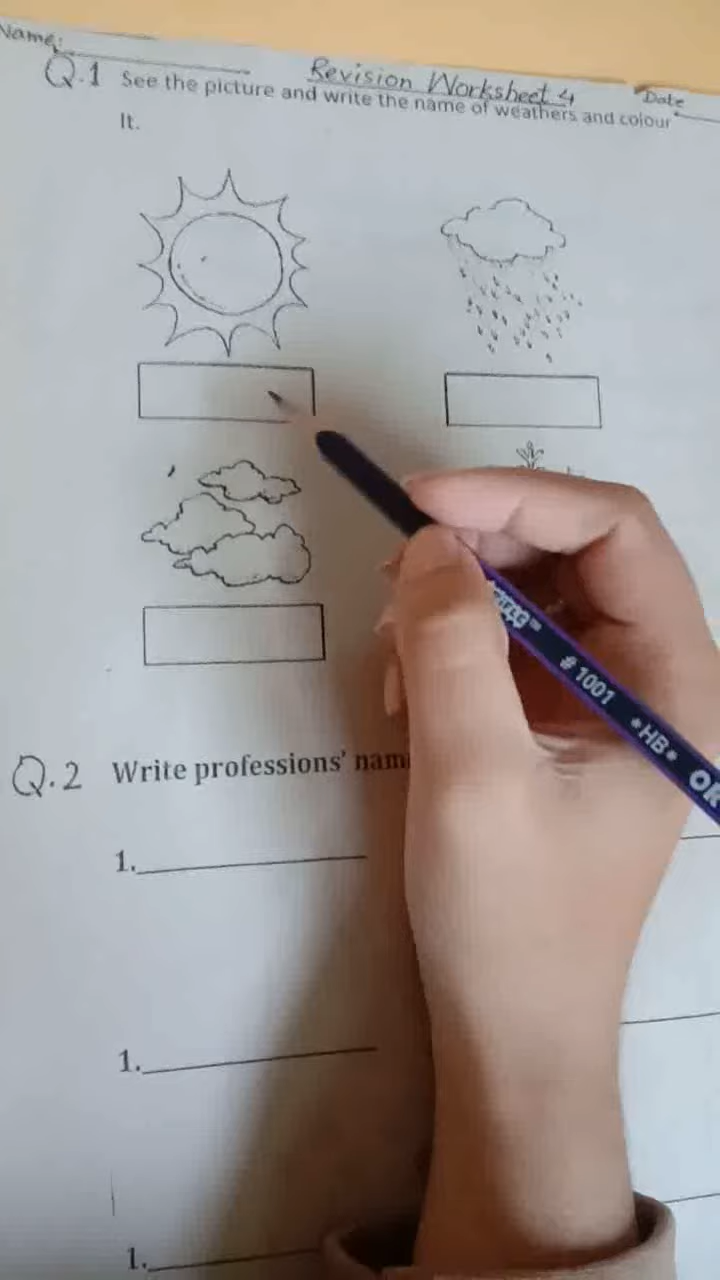 Name:
Revision Worksheet 4
Date
Q.1 See the picture and write the name of weathers and colour
It.
Q.2 Write professions'
1.
1.
1.
#1001 *HB*